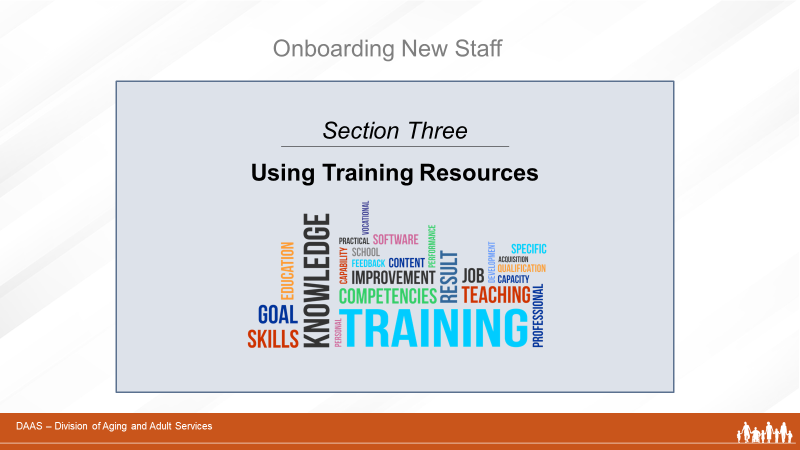 Onboarding New Staff
Section Three
Using Training Resources
VOCATIONAL
PRACTICAL
SOFTWARE
PERFORMANCE
KNOWLEDGE
EDUCATION
CAPABILITY
SCHOOL
FEEDBACK
CONTENT
IMPROVEMENT
COMPETENCIES
RESULT
JOB
DEVELOPMENT
SPECIFIC
ACQUISITION
QUALIFICATION
CAPACITY
TEACHING
PROFESSIONAL
GOAL
SKILLS
PERSONAL
TRAINING
DAAS – Division of Aging and Adult Services